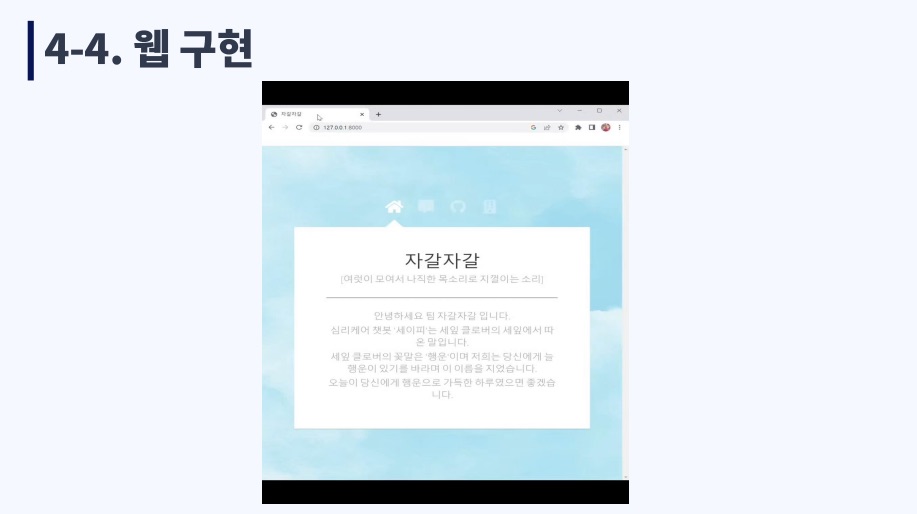 4-4. 웹 구현
자갈자갈
127.0.0.1:8000
자갈자갈
[여럿이 모여서 나직한 목소리로 지껄이는 소리]
안녕하세요 팀 자갈자갈 입니다.
심리케어 챗봇 '세이피'는 세잎 클로버의 세잎에서 따
온 말입니다.
세잎 클로버의 꽃말은 '행운'이며 저희는 당신에게 늘
행운이 있기를 바라며 이 이름을 지었습니다.
오늘이 당신에게 행운으로 가득한 하루였으면 좋겠습
니다.